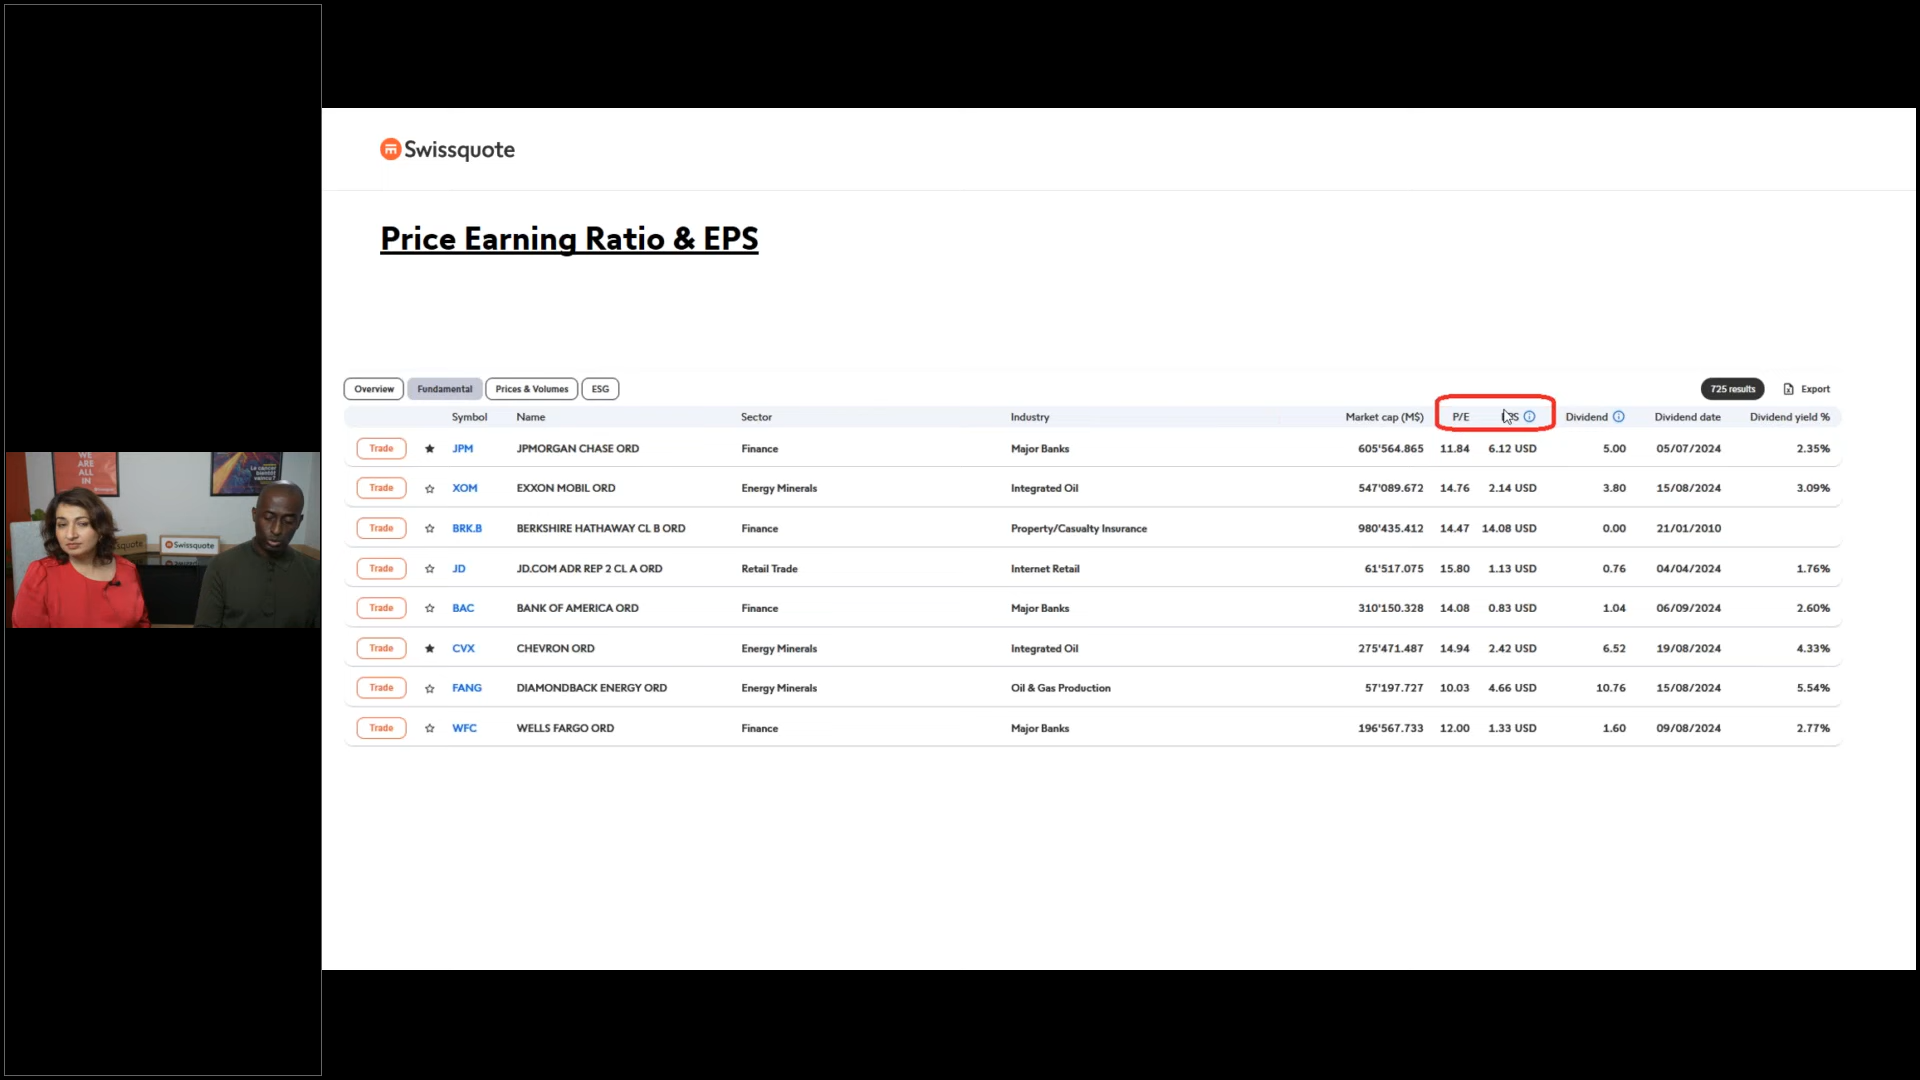 WE
ARE
ALL
IN
Swissquote
Swissquote
Price Earning Ratio & EPS
Overview Fundamental Prices & Volumes ESG 725 results Export
Symbol Name Sector Industry Market cap (M$) P/E Dividend Dividend date Dividend yield %
Trade JPM JPMORGAN CHASE ORD Finance Major Banks 605'564.865 11.84 6.12 USD 5.00 05/07/2024 2.35%
Trade XOM EXXON MOBIL ORD Energy Minerals Integrated Oil 547'089.672 14.76 2.14 USD 3.80 15/08/2024 3.09%
Trade BRK.B BERKSHIRE HATHAWAY CL B ORD Finance Property/Casualty Insurance 980'435.412 14.47 14.08 USD 0.00 21/01/2010
Trade JD JD.COM ADR REP 2 CL A ORD Retail Trade Internet Retail 61'517.075 15.80 1.13 USD 0.76 04/04/2024 1.76%
Trade BAC BANK OF AMERICA ORD Finance Major Banks 310'150.328 14.08 0.83 USD 1.04 06/09/2024 2.60%
Trade CVX CHEVRON ORD Energy Minerals Integrated Oil 275'471.487 14.94 2.42 USD 6.52 19/08/2024 4.33%
Trade FANG DIAMONDBACK ENERGY ORD Energy Minerals Oil & Gas Production 57'197.727 10.03 4.66 USD 10.76 15/08/2024 5.54%
Trade WFC WELLS FARGO ORD Finance Major Banks 196'567.733 12.00 1.33 USD 1.60 09/08/2024 2.77%